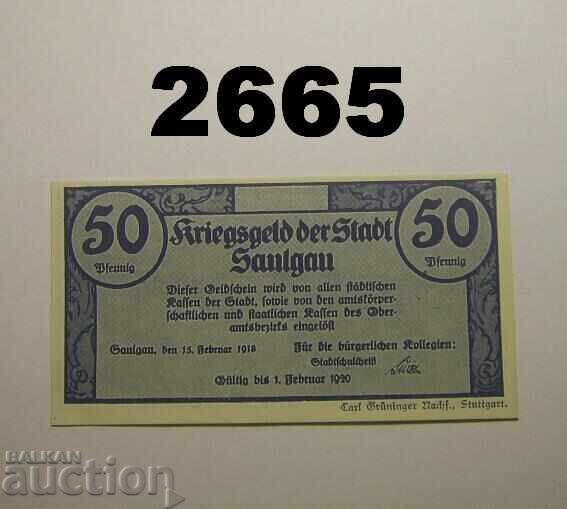 2665
50
Pfennig
Kriegsgeld der Stadt
Saulgau
50
Pfennig
Dieser Geldschein wird von allen städtischen
Kassen der Stadt, sowie von den amtskörper-
schaftlichen und staatlichen Kassen des Ober-
amtsbezirks eingelöst
Saulgau, den 15. Februar 1918
Für die bürgerlichen Kollegien:
Stadtschultheiß
Gültig bis 1. Februar 1920
Carl Grüninger Nachf., Stuttgart.
BALKAN
auction